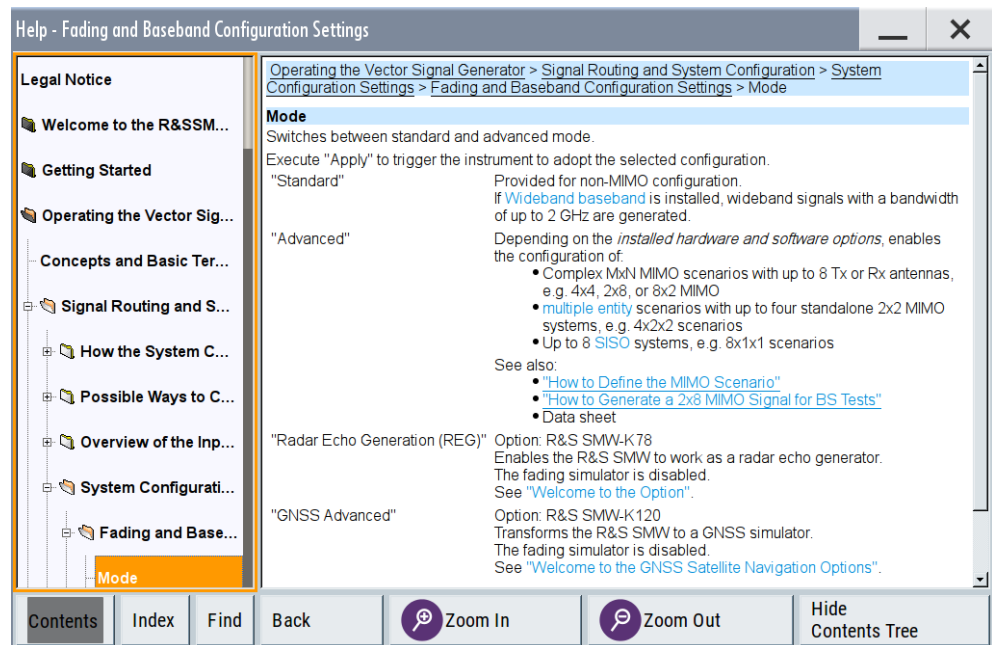 Help - Fading and Baseband Configuration Settings
Legal Notice
Welcome to the R&SSM...
Getting Started
Operating the Vector Sig...
Concepts and Basic Ter...
Signal Routing and S...
How the System C...
Possible Ways to C...
Overview of the Inp...
System Configurati...
Fading and Base...
Mode
Operating the Vector Signal Generator > Signal Routing and System Configuration > System
Configuration Settings > Fading and Baseband Configuration Settings > Mode
Mode
Switches between standard and advanced mode.
Execute "Apply" to trigger the instrument to adopt the selected configuration.
"Standard" Provided for non-MIMO configuration.
If Wideband baseband is installed, wideband signals with a bandwidth
of up to 2 GHz are generated.
"Advanced" Depending on the installed hardware and software options, enables
the configuration of:
• Complex MxN MIMO scenarios with up to 8 Tx or Rx antennas,
e.g. 4x4, 2x8, or 8x2 MIMO
• multiple entity scenarios with up to four standalone 2x2 MIMO
systems, e.g. 4x2x2 scenarios
• Up to 8 SISO systems, e.g. 8x1x1 scenarios
See also:
• "How to Define the MIMO Scenario"
• "How to Generate a 2x8 MIMO Signal for BS Tests"
• Data sheet
"Radar Echo Generation (REG)" Option: R&S SMW-K78
Enables the R&S SMW to work as a radar echo generator.
The fading simulator is disabled.
See "Welcome to the Option".
"GNSS Advanced" Option: R&S SMW-K120
Transforms the R&S SMW to a GNSS simulator.
The fading simulator is disabled.
See "Welcome to the GNSS Satellite Navigation Options".
Contents Index Find Back Zoom In Zoom Out Hide
Contents Tree